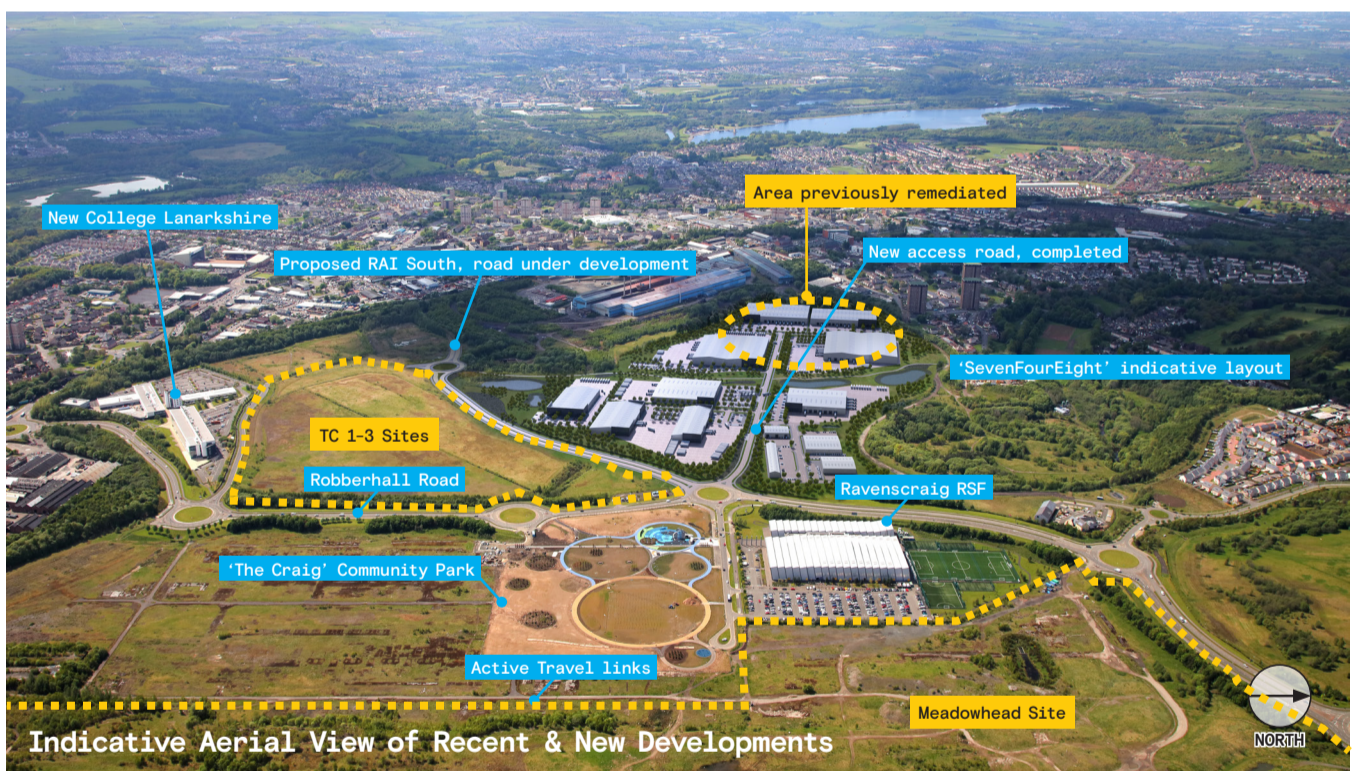 Area previously remediated
New College Lanarkshire
New access road, completed
Proposed RAI South, road under development
‘SevenFourEight’ indicative layout
TC 1-3 Sites
Robberhall Road
Ravenscraig RSF
‘The Craig’ Community Park
Active Travel links
Meadowhead Site
Indicative Aerial View of Recent & New Developments
NORTH